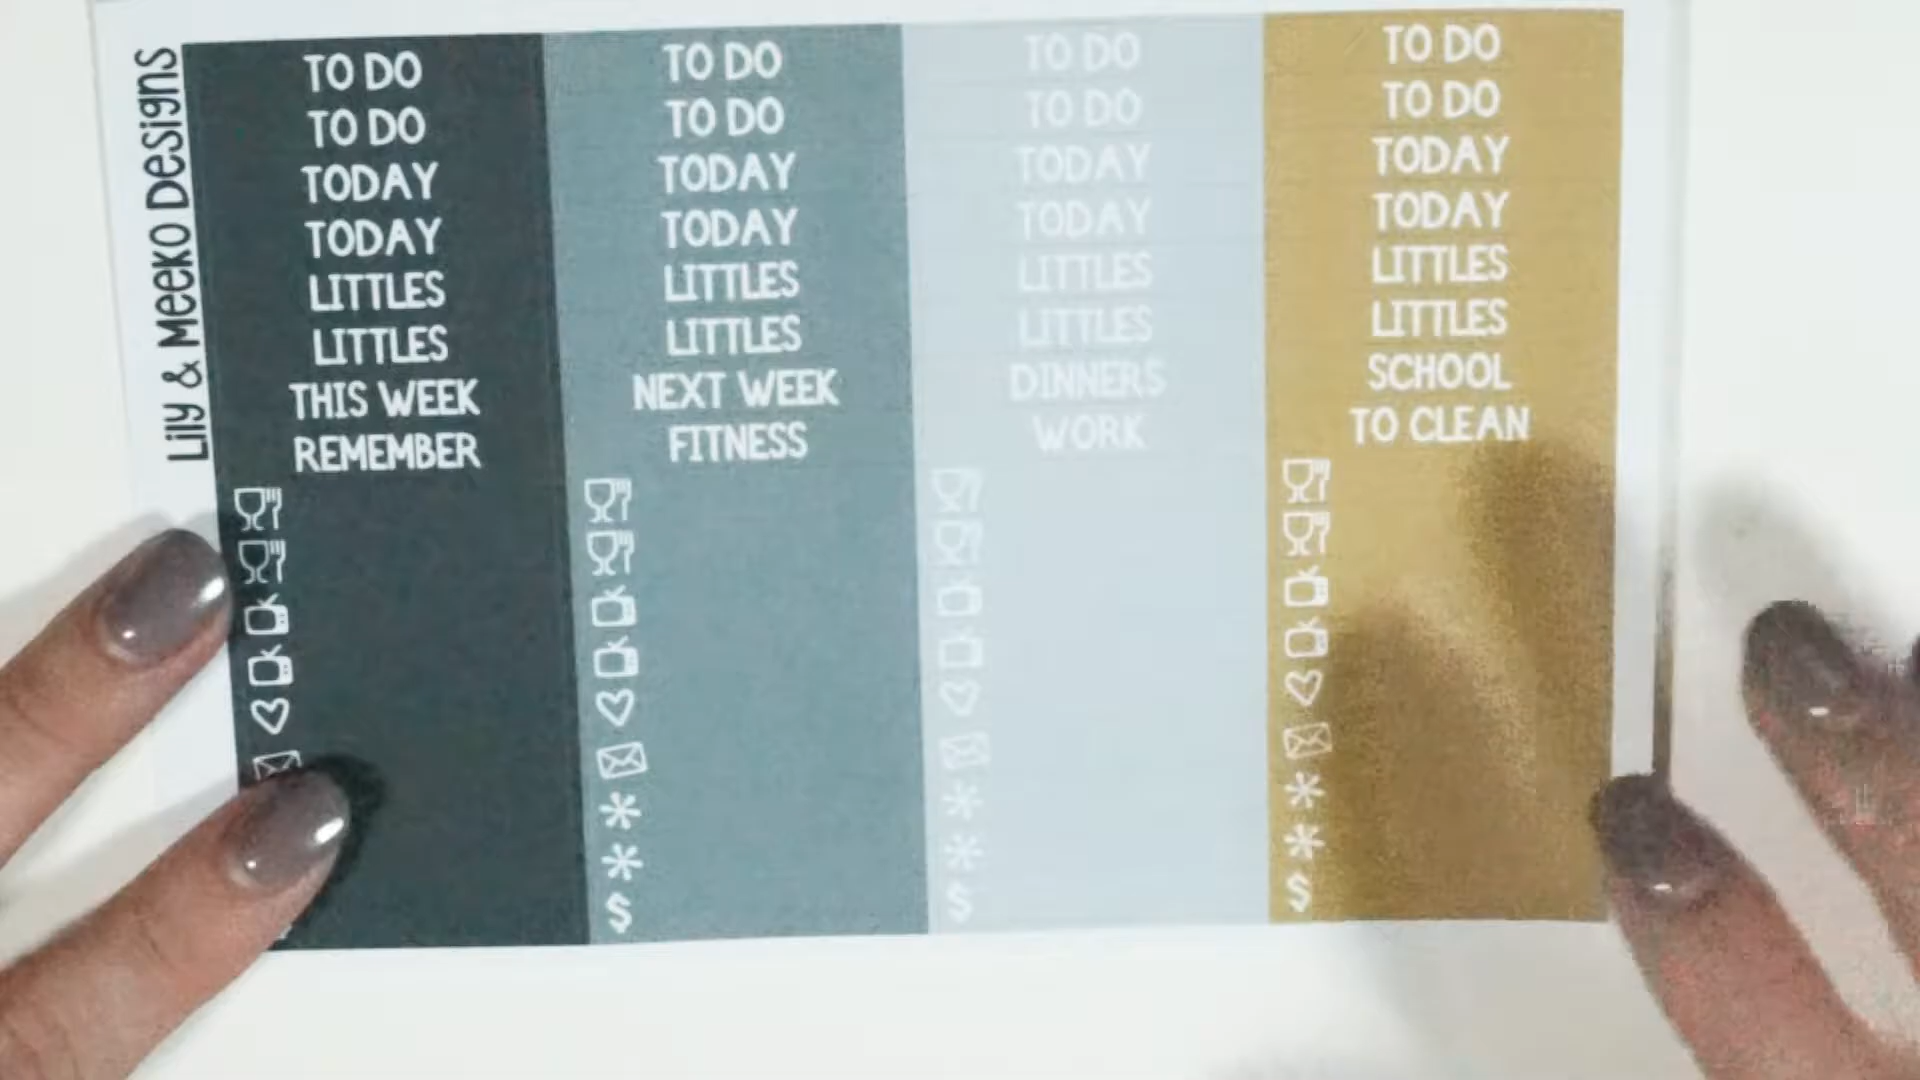 Lily & Meeko Designs
TO DO
TO DO
TODAY
TODAY
LITTLES
LITTLES
THIS WEEK
REMEMBER
TO DO
TO DO
TODAY
TODAY
LITTLES
LITTLES
NEXT WEEK
FITNESS
$
TO DO
TO DO
TODAY
TODAY
LITTLES
LITTLES
DINNERS
WORK
$
TO DO
TO DO
TODAY
TODAY
LITTLES
LITTLES
SCHOOL
TO CLEAN
$